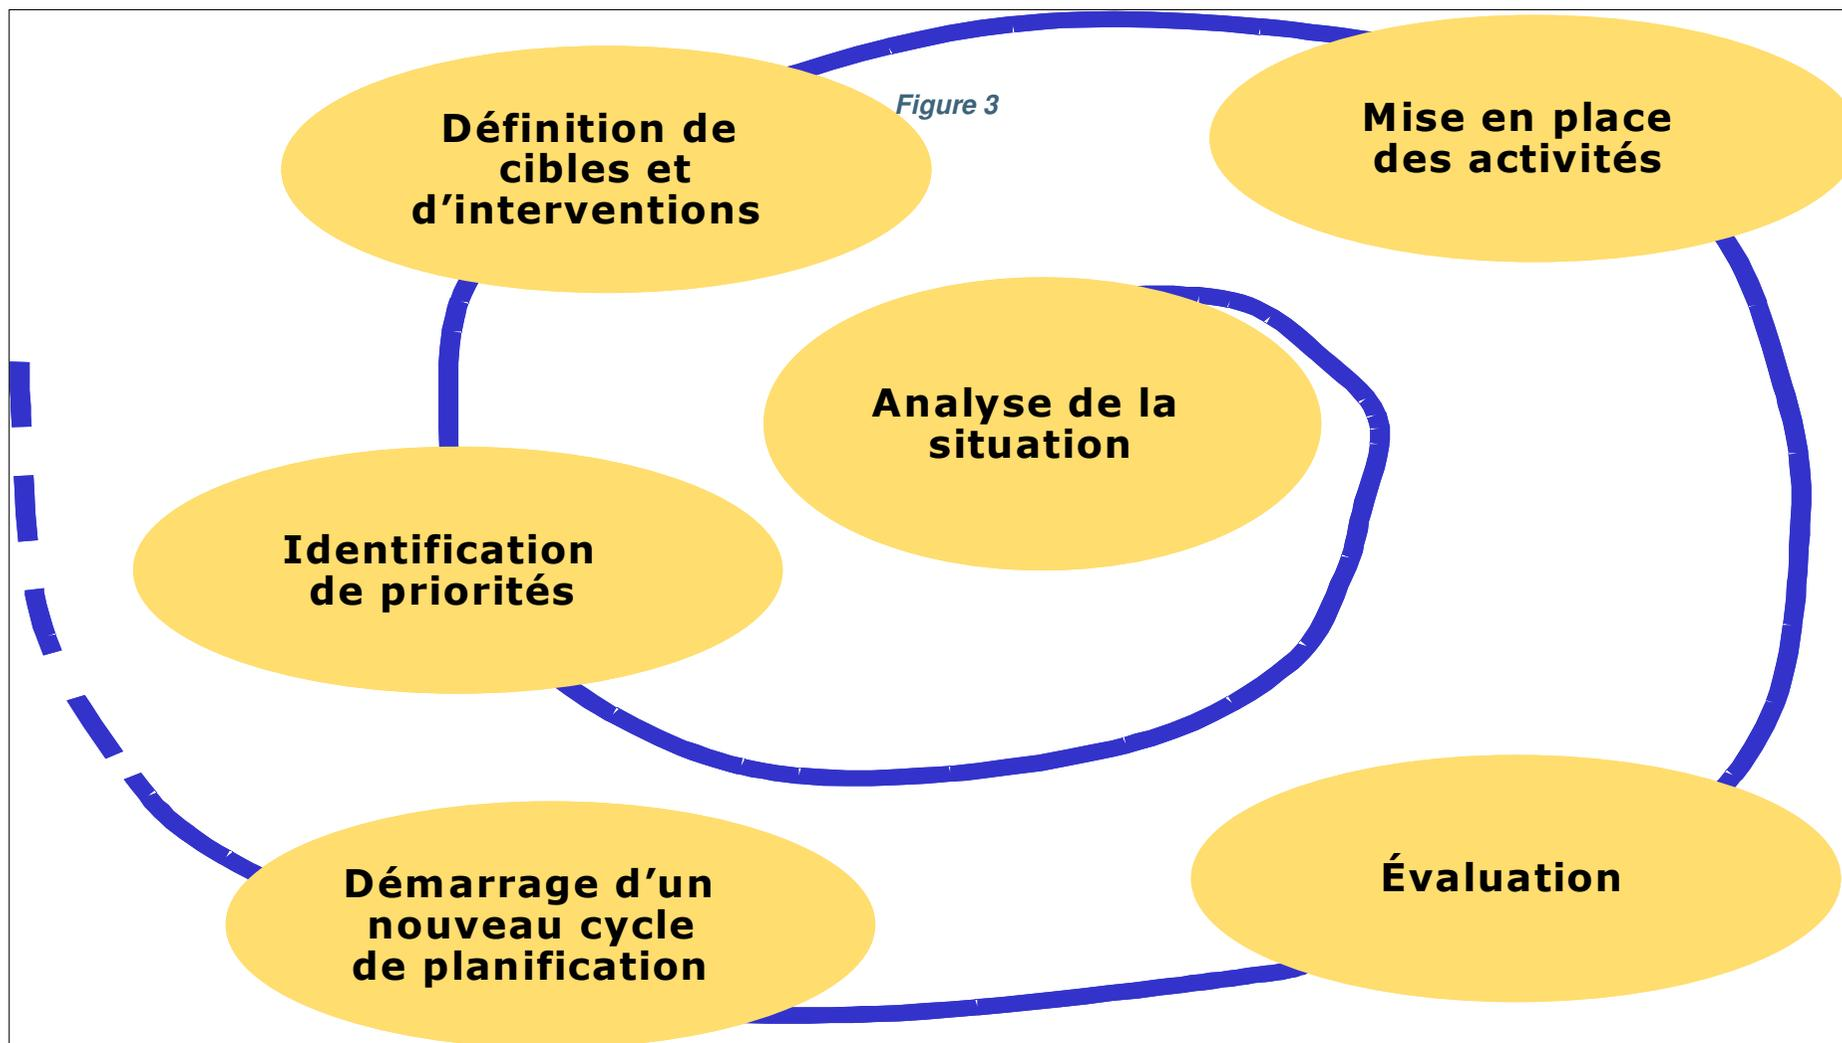 Figure 3
Définition de
cibles et
d’interventions
Mise en place
des activités
Analyse de la
situation
Identification
de priorités
Démarrage d’un
nouveau cycle
de planification
Évaluation